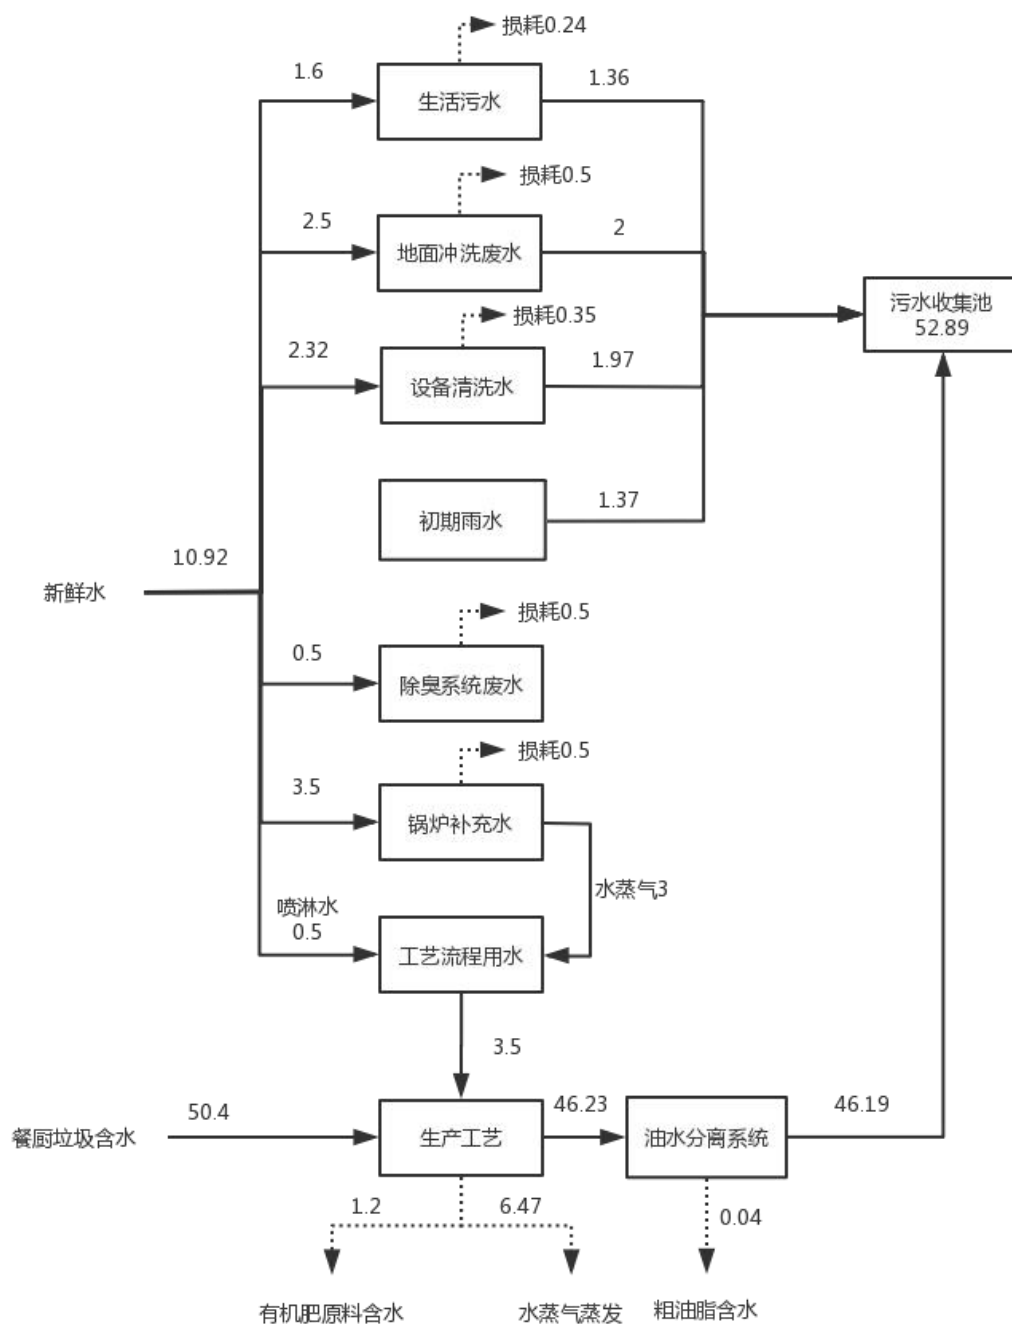 损耗0.24
1.6
生活污水
1.36
损耗0.5
2.5
地面冲洗废水
2
污水收集池
52.89
损耗0.35
2.32
设备清洗水
1.97
初期雨水
1.37
10.92
新鲜水
损耗0.5
0.5
除臭系统废水
损耗0.5
3.5
锅炉补充水
水蒸气3
喷淋水
0.5
工艺流程用水
3.5
餐厨垃圾含水
50.4
生产工艺
46.23
油水分离系统
46.19
1.2
6.47
0.04
有机肥原料含水
水蒸气蒸发
粗油脂含水